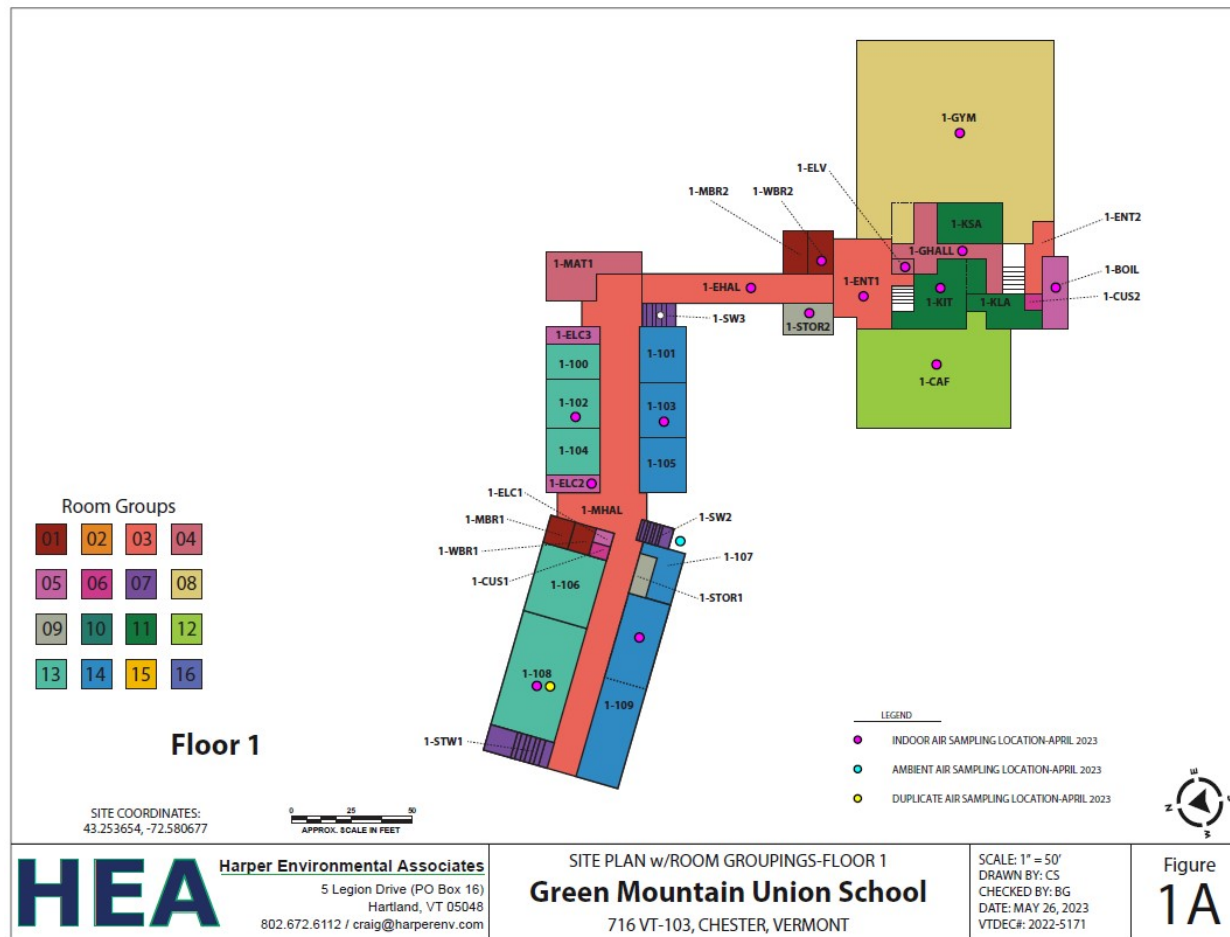 1-GYM
1-ELV
1-MBR2
1-WBR2
1-ENT2
1-KSA
1-MAT1
1-GHALL
1-BOIL
1-EHAL
1-ENT1
1-KIT
1-KLA
1-CUS2
1-SW3
1-STOR2
1-ELC3
1-100
1-101
1-CAF
1-102
1-103
1-104
1-105
1-ELC2
1-ELC1
1-MHAL
1-MBR1
1-SW2
1-WBR1
1-107
1-CUS1
1-106
1-STOR1
1-108
1-109
1-STW1
Room Groups
01 02 03 04
05 06 07 08
09 10 11 12
13 14 15 16
Floor 1
SITE COORDINATES:
43.253654, -72.580677
0 25 50
APPROX. SCALE IN FEET
LEGEND
INDOOR AIR SAMPLING LOCATION-APRIL 2023
AMBIENT AIR SAMPLING LOCATION-APRIL 2023
DUPLICATE AIR SAMPLING LOCATION-APRIL 2023
N
E
W
HEA
Harper Environmental Associates
5 Legion Drive (PO Box 16)
Hartland, VT 05048
802.672.6112 / craig@harperenv.com
SITE PLAN w/ROOM GROUPINGS-FLOOR 1
Green Mountain Union School
716 VT-103, CHESTER, VERMONT
SCALE: 1" = 50'
DRAWN BY: CS
CHECKED BY: BG
DATE: MAY 26, 2023
VTDEC#: 2022-5171
Figure
1A